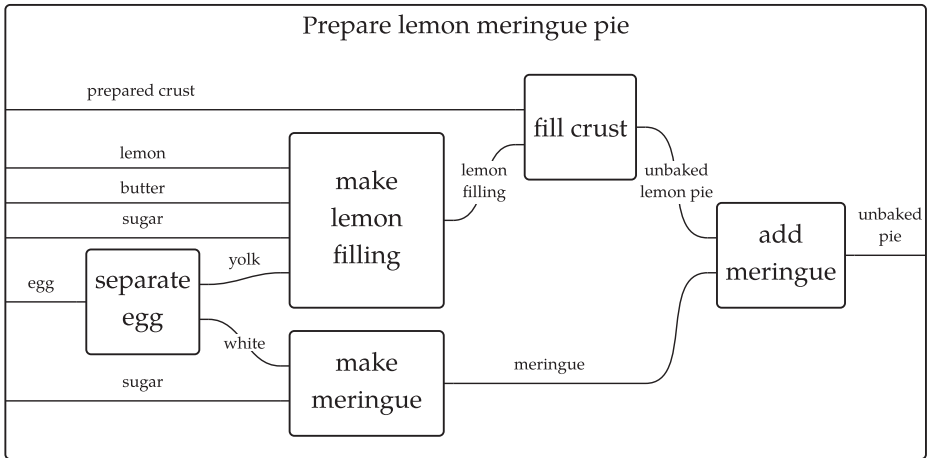 Prepare lemon meringue pie
prepared crust
fill crust
lemon
butter
sugar
make
lemon
filling
lemon
filling
unbaked
lemon pie
unbaked
pie
add
meringue
egg
separate
egg
yolk
white
sugar
make
meringue
meringue